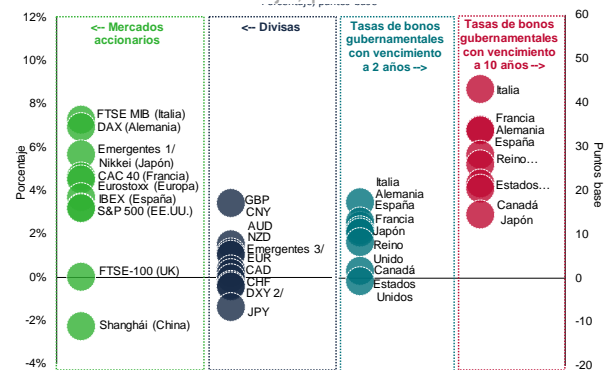 12%
10%
8%
6%
4%
2%
0%
-2%
-4%
Porcentaje
<-- Mercados
accionarios
FTSE MIB (Italia)
DAX (Alemania)
Emergentes 1/
Nikkei (Japón)
CAC 40 (Francia)
Eurostoxx (Europa)
IBEX (España)
S&P 500 (EE.UU.)
FTSE-100 (UK)
Shanghái (China)
<-- Divisas
GBP
CNY
AUD
NZD
Emergentes 3/
EUR
CAD
CHF
DXY 2/
JPY
Tasas de bonos
gubernamentales
con vencimiento
a 2 años -->
Italia
Alemania
España
Francia
Japón
Reino
Unido
Canadá
Estados
Unidos
Tasas de bonos
gubernamentales
con vencimiento
a 10 años -->
Italia
Francia
Alemania
España
Reino...
Estados...
Canadá
Japón
60
50
40
30
20
10
0
-10
-20
Puntos base